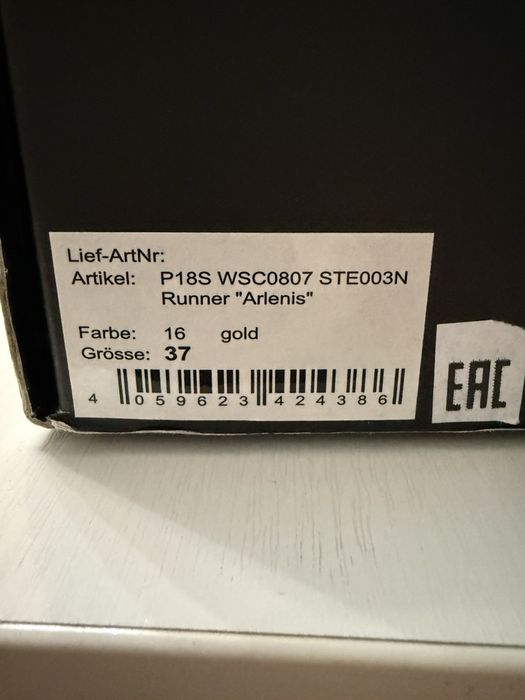 Lief-ArtNr:
Artikel: P18S WSC0807 STE003N
Runner "Arlenis"
Farbe: 16 gold
Grösse: 37
4 059623 424386
EAC